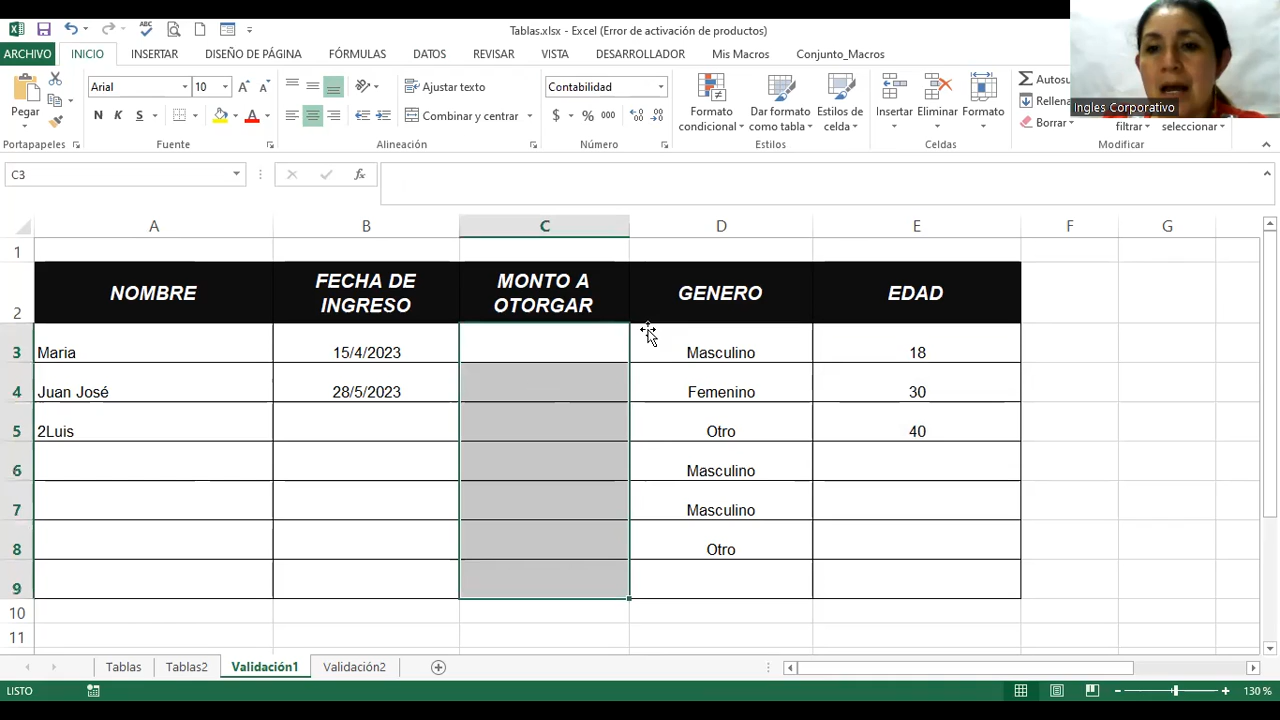 Tablas.xlsx - Excel (Error de activación de producto)
ARCHIVO INICIO INSERTAR DISEÑO DE PÁGINA FÓRMULAS DATOS REVISAR VISTA DESARROLLADOR Mis Macros Conjunto_Macros
Pegar
Arial 10
N K S
Ajustar texto
Combinar y centrar
Contabilidad
$ % 000
Formato condicional
Dar formato como tabla
Estilos de celda
Insertar Eliminar Formato
Autosu
Rellena
Borrar
filtrar seleccionar
Ingles Corporativo
Portapapeles Fuente Alineación Número Estilos Celdas Modificar
C3 fx
A B C D E F G
1
2 NOMBRE FECHA DE INGRESO MONTO A OTORGAR GENERO EDAD
3 Maria 15/4/2023 Masculino 18
4 Juan José 28/5/2023 Femenino 30
5 2Luis Otro 40
6 Masculino
7 Masculino
8 Otro
9
10
11
Tablas Tablas2 Validación1 Validación2
LISTO 130 %